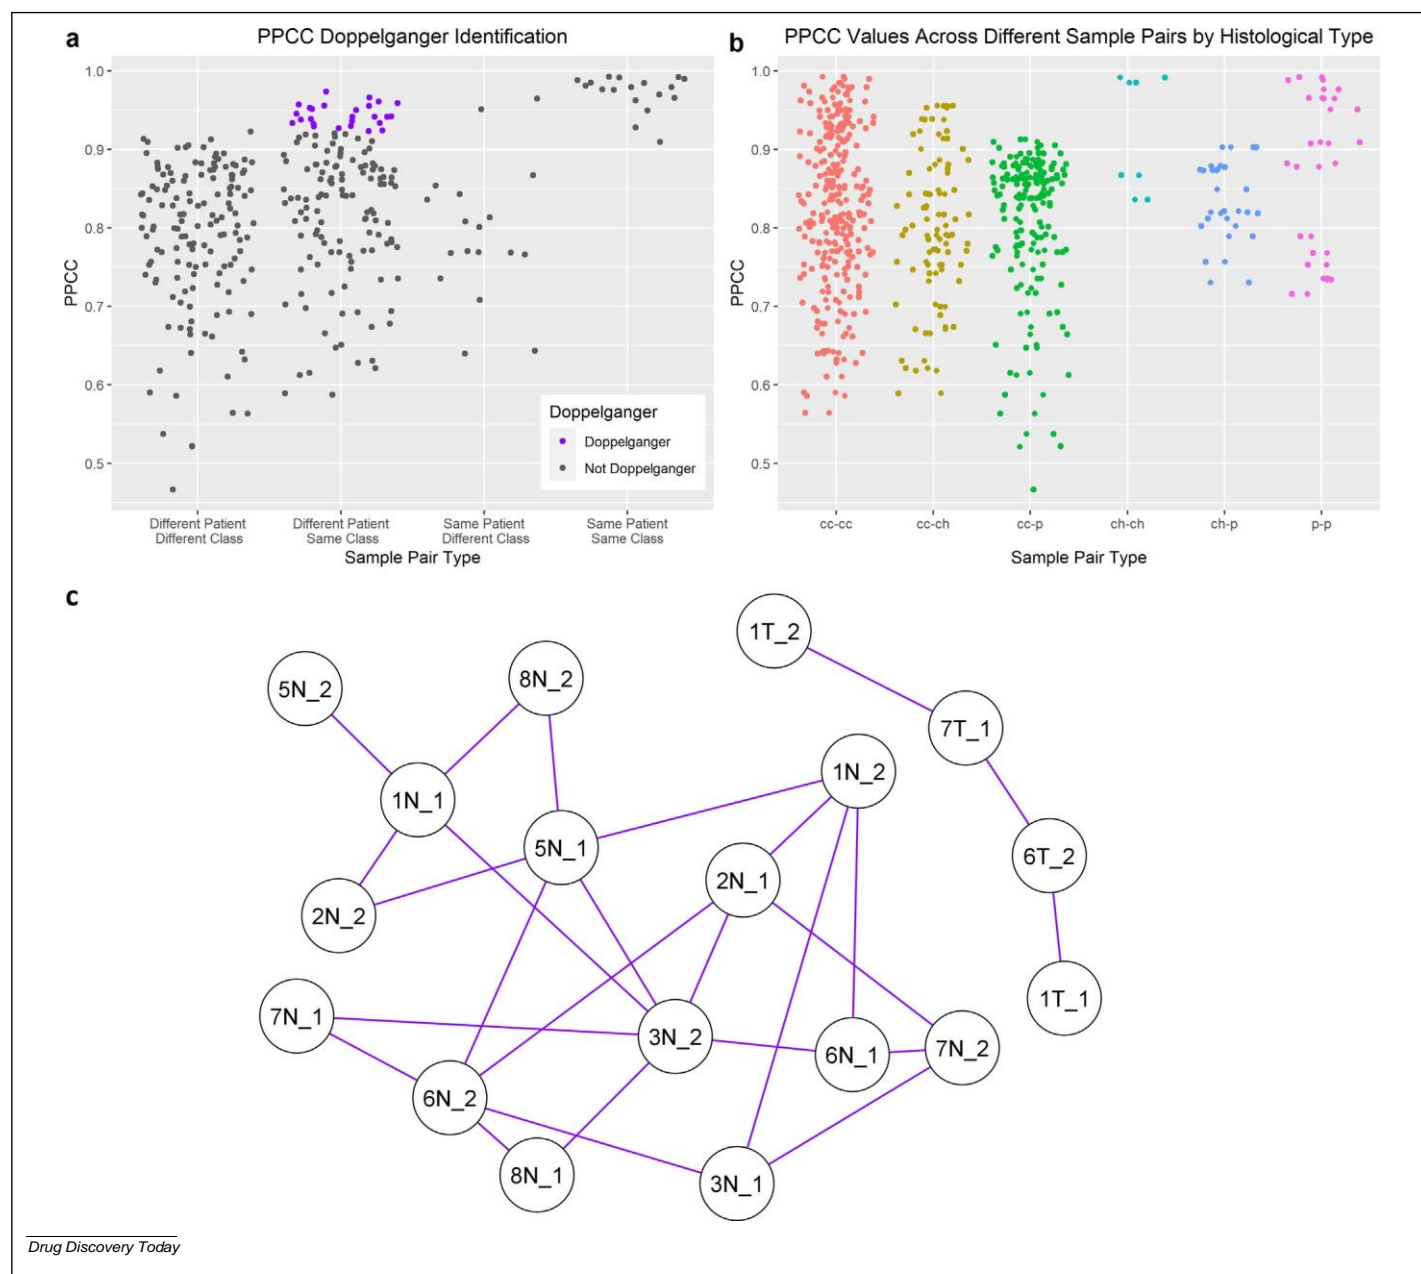 a
PPCC Doppelganger Identification
1.0
0.9
0.8
0.7
0.6
0.5
PPCC
Doppelganger
Doppelganger
Not Doppelganger
Different Patient
Different Class
Different Patient
Same Class
Same Patient
Different Class
Same Patient
Same Class
Sample Pair Type
b
PPCC Values Across Different Sample Pairs by Histological Type
1.0
0.9
0.8
0.7
0.6
0.5
PPCC
cc-cc
cc-ch
cc-p
ch-ch
ch-p
p-p
Sample Pair Type
c
1T_2
5N_2
8N_2
7T_1
1N_2
1N_1
5N_1
6T_2
2N_1
2N_2
1T_1
7N_1
3N_2
6N_1
7N_2
6N_2
8N_1
3N_1
Drug Discovery Today